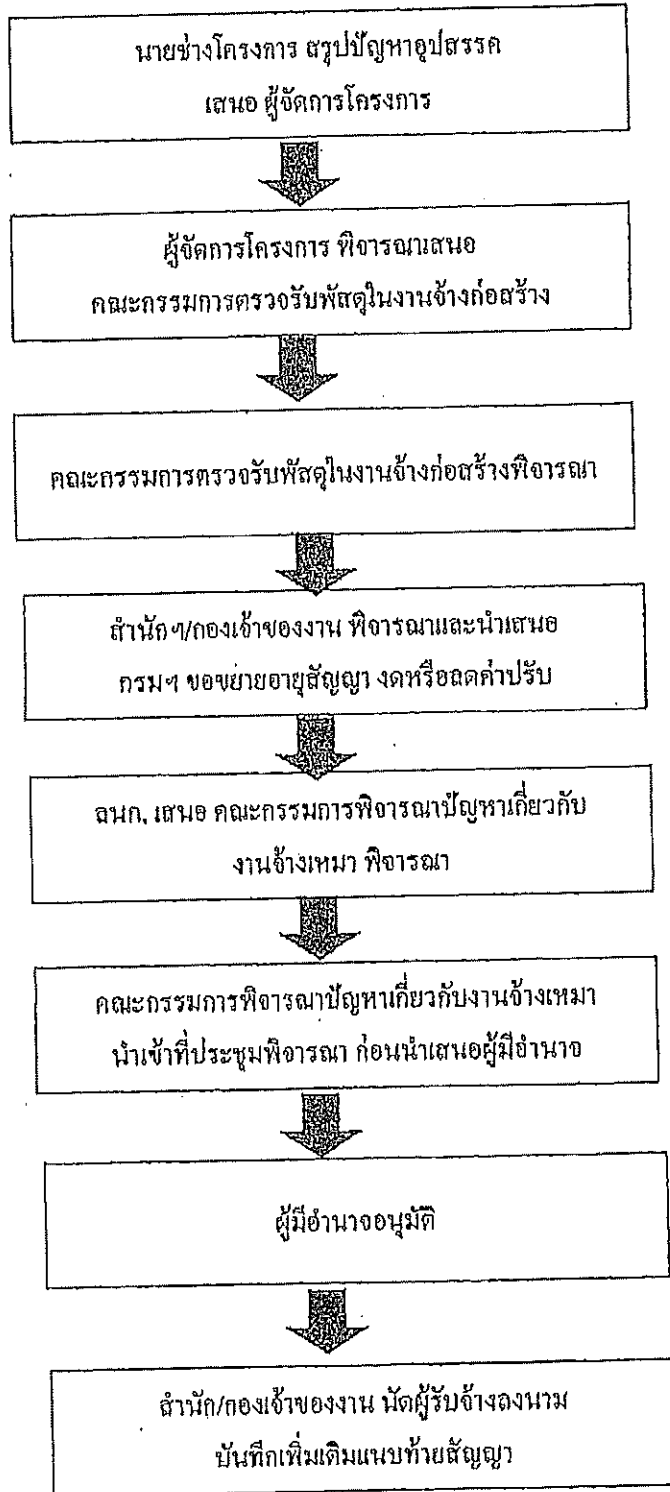 นายช่างโครงการ สรุปปัญหาอุปสรรค
เสนอ ผู้จัดการโครงการ
ผู้จัดการโครงการ พิจารณาเสนอ
คณะกรรมการตรวจรับพัสดุในงานจ้างก่อสร้าง
คณะกรรมการตรวจรับพัสดุในงานจ้างก่อสร้างพิจารณา
สำนักฯ/กองเจ้าของงาน พิจารณาและนำเสนอ
กรมฯ ขอขยายอายุสัญญา งดหรือลดค่าปรับ
ลนก. เสนอ คณะกรรมการพิจารณาปัญหาเกี่ยวกับ
งานจ้างเหมา พิจารณา
คณะกรรมการพิจารณาปัญหาเกี่ยวกับงานจ้างเหมา
นำเข้าที่ประชุมพิจารณา ก่อนนำเสนอผู้มีอำนาจ
ผู้มีอำนาจอนุมัติ
สำนัก/กองเจ้าของงาน นัดผู้รับจ้างลงนาม
บันทึกเพิ่มเติมแนบท้ายสัญญา